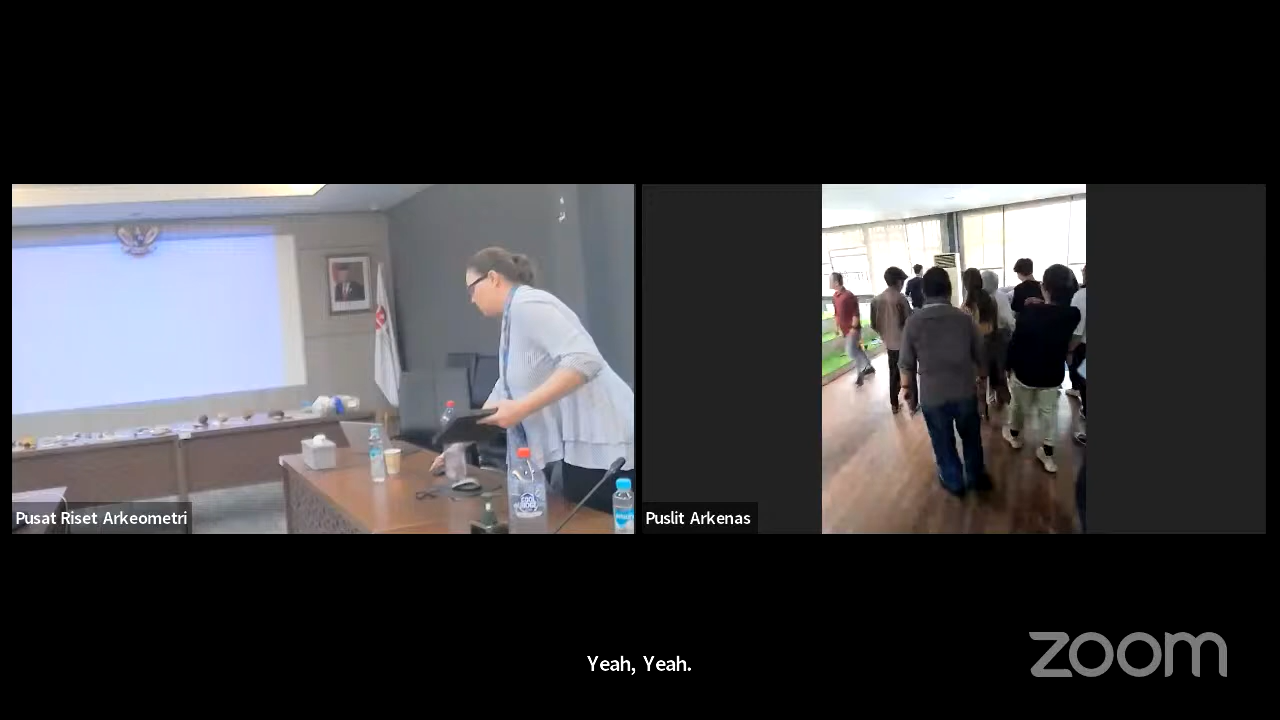 Pusat Riset Arkeometri
Puslit Arkenas
Yeah, Yeah.
zoom